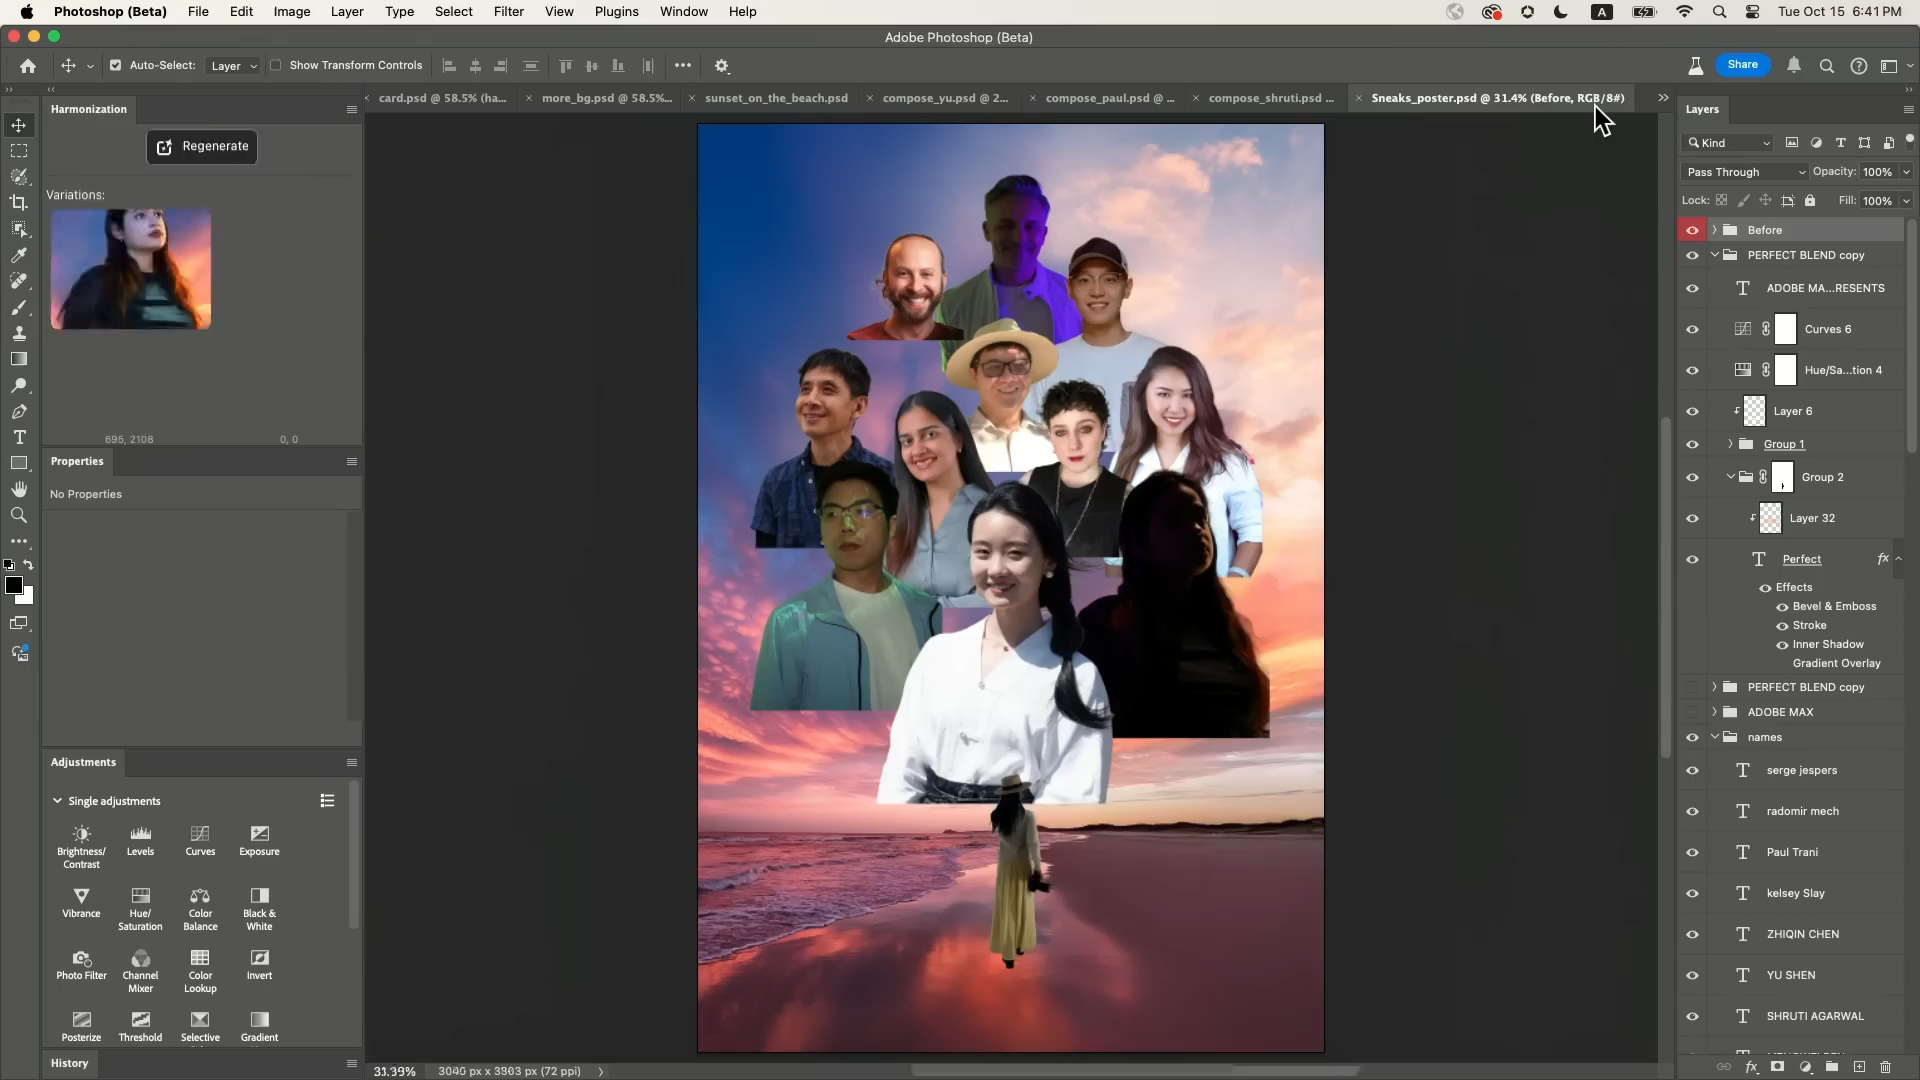 Photoshop (Beta) File Edit Image Layer Type Select Filter View Plugins Window Help A Tue Oct 15 6:41 PM
Adobe Photoshop (Beta)
Auto-Select: Layer Show Transform Controls Share
card.psd @ 58.5% (ha... more_bg.psd @ 58.5%... sunset_on_the_beach.psd compose_yu.psd @ 2... compose_paul.psd @ ... compose_shruti.psd ... Sneaks_poster.psd @ 31.4% (Before, RGB/8#)
Harmonization
Regenerate
Variations:
695, 2108 0, 0
Properties
No Properties
Adjustments
Single adjustments
Brightness/
Contrast
Levels
Curves
Exposure
Vibrance
Hue/
Saturation
Color
Balance
Black &
White
Photo Filter
Channel
Mixer
Color
Lookup
Invert
Posterize
Threshold
Selective
Gradient
History
3040 px x 3903 px (72 ppi)
Layers
Kind
Pass Through Opacity: 100%
Lock: Fill: 100%
Before
PERFECT BLEND copy
ADOBE MA...RESENTS
Curves 6
Hue/Sa...tion 4
Layer 6
Group 1
Group 2
Layer 32
Perfect fx
Effects
Bevel & Emboss
Stroke
Inner Shadow
Gradient Overlay
PERFECT BLEND copy
ADOBE MAX
names
serge jespers
radomir mech
Paul Trani
kelsey Slay
ZHIQIN CHEN
YU SHEN
SHRUTI AGARWAL
fx